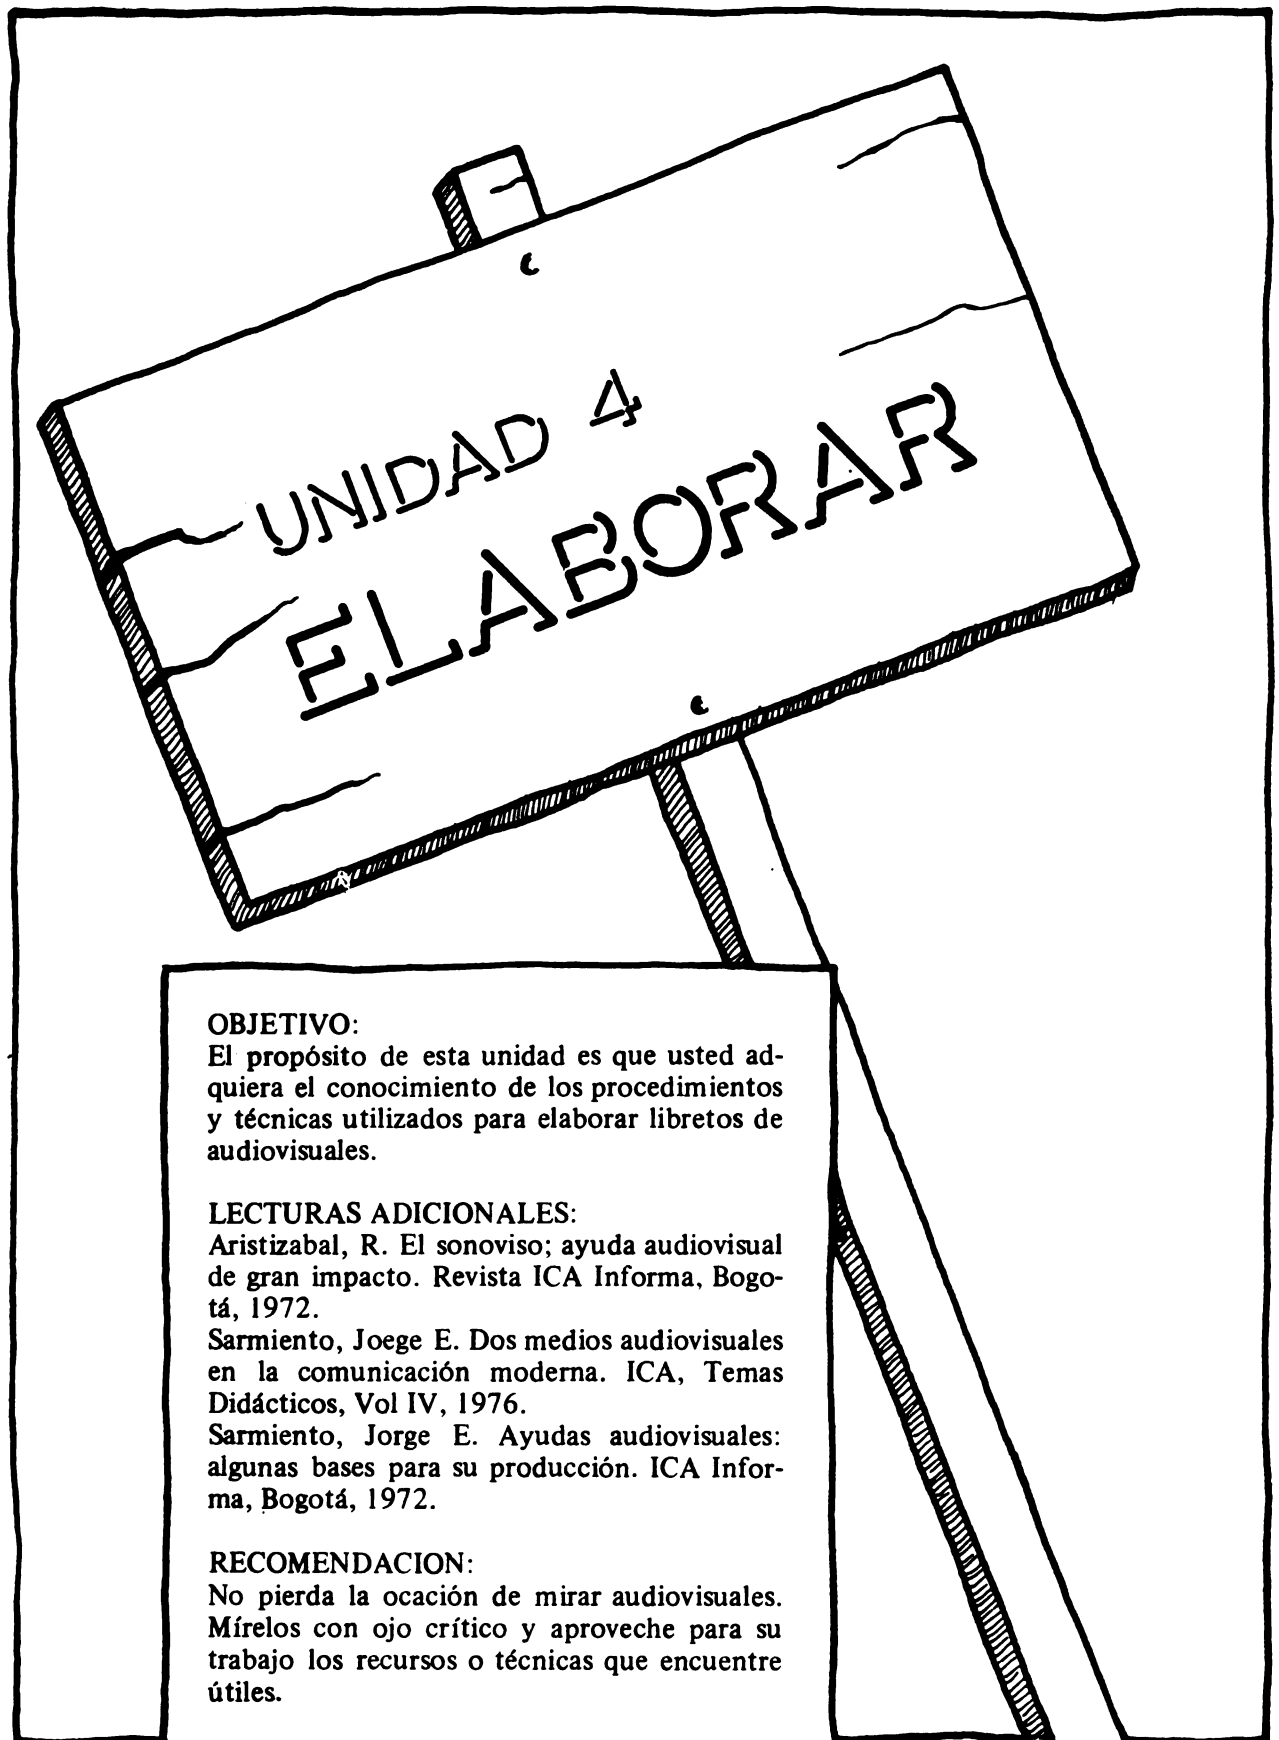 UNIDAD 4
ELABORAR
OBJETIVO:
El propósito de esta unidad es que usted ad-
quiera el conocimiento de los procedimientos
y técnicas utilizados para elaborar libretos de
audiovisuales.
LECTURAS ADICIONALES:
Aristizabal, R. El sonoviso; ayuda audiovisual
de gran impacto. Revista ICA Informa, Bogo-
tá, 1972.
Sarmiento, Joege E. Dos medios audiovisuales
en la comunicación moderna. ICA, Temas
Didácticos, Vol IV, 1976.
Sarmiento, Jorge E. Ayudas audiovisuales:
algunas bases para su producción. ICA Infor-
ma, Bogotá, 1972.
RECOMENDACION:
No pierda la ocación de mirar audiovisuales.
Mírelos con ojo crítico y aproveche para su
trabajo los recursos o técnicas que encuentre
útiles.